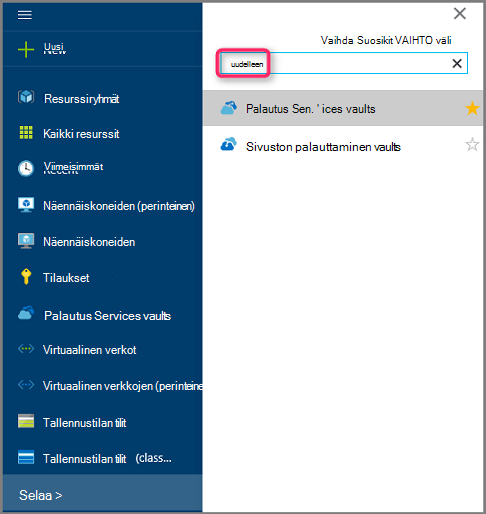 Uusi
New
Resurssiryhmät
Kaikki resurssit
Viimeisimmät
Recent
Näennäiskoneiden (perinteinen)
Näennäiskoneiden
Tilaukset
Palautus Services vaults
Virtuaalinen verkot
Virtuaalinen verkkojen (perinteine
Tallennustilan tilit
Tallennustilan tilit (class...
Selaa >
Vaihda Suosikit VAIHTO väli
uudelleen
Palautus Sen. ' ices vaults
Sivuston palauttaminen vaults